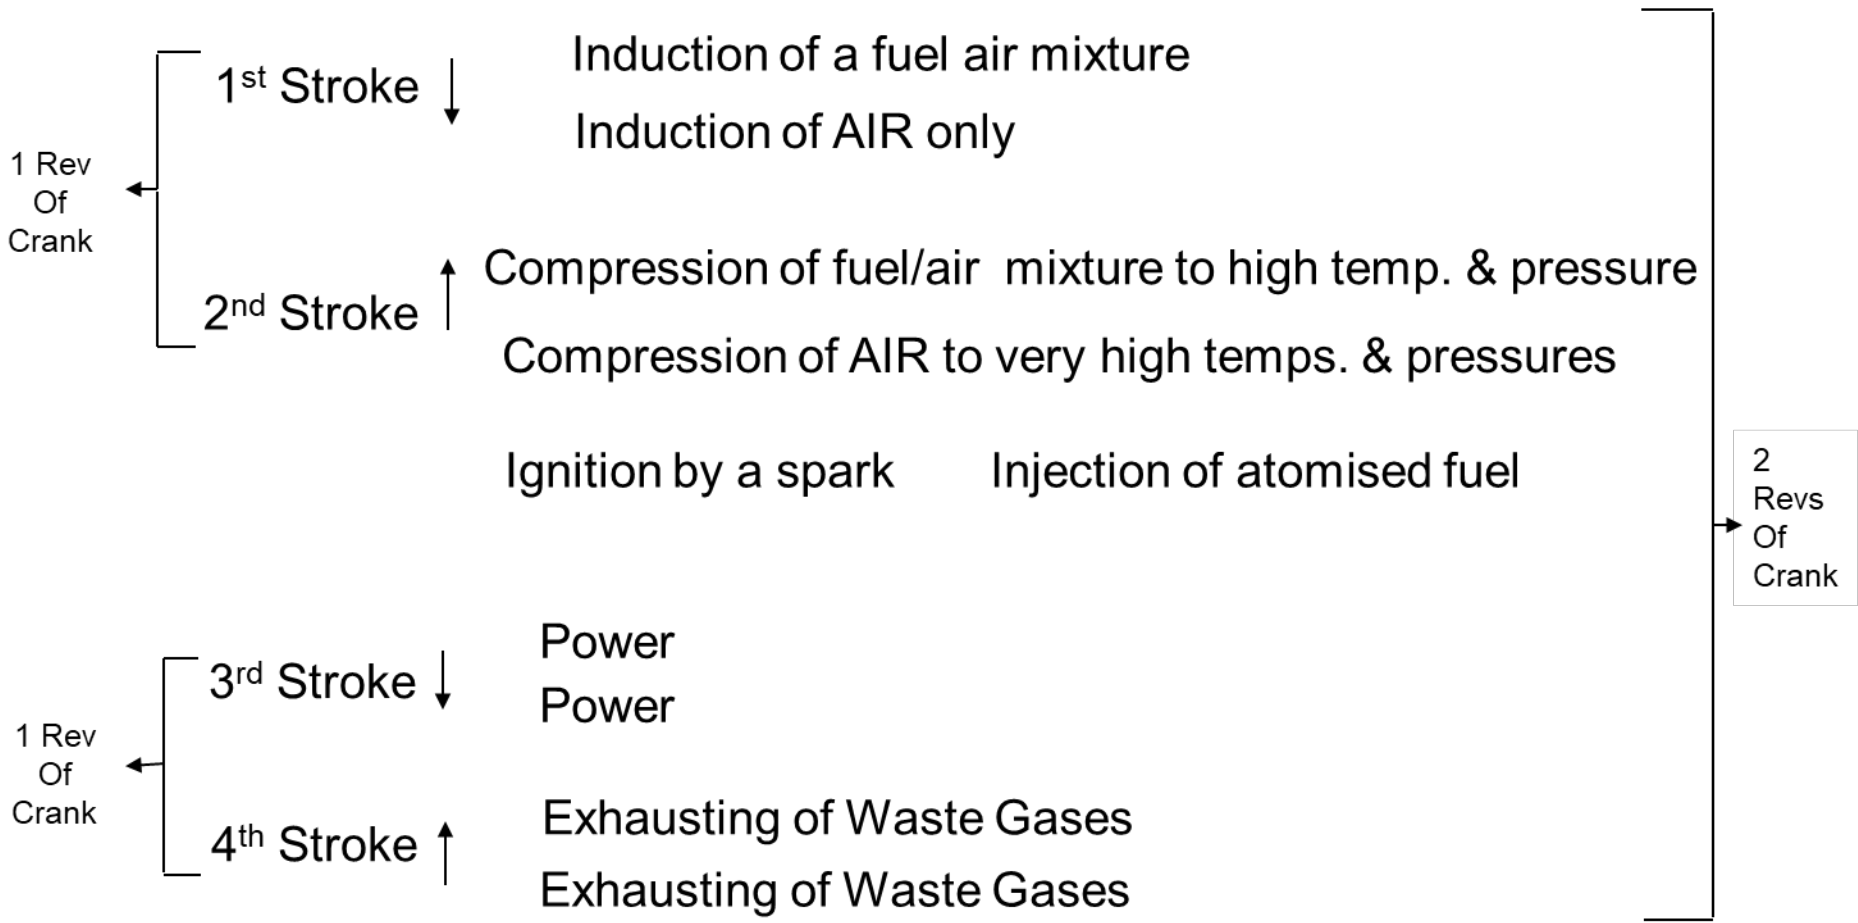 Induction of a fuel air mixture
1st Stroke
Induction of AIR only
1 Rev
Of
Crank
Compression of fuel/air mixture to high temp. & pressure
2nd Stroke
Compression of AIR to very high temps. & pressures
Ignition by a spark Injection of atomised fuel
2
Revs
Of
Crank
Power
3rd Stroke
Power
1 Rev
Of
Crank
Exhausting of Waste Gases
4th Stroke
Exhausting of Waste Gases